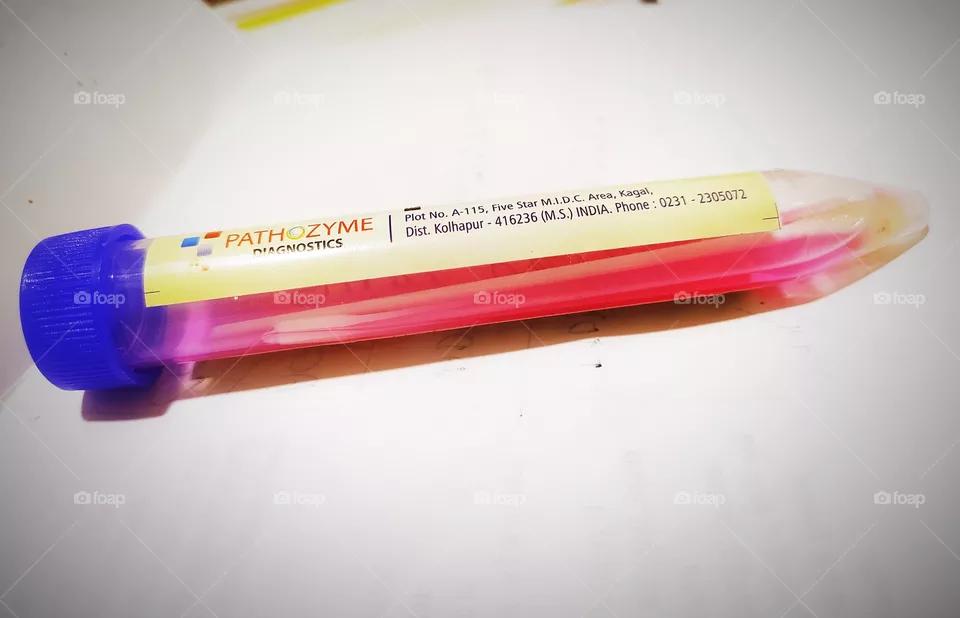 PATHOZYME
DIAGNOSTICS
Plot No. A-115, Five Star M.I.D.C. Area, Kagal,
Dist. Kolhapur - 416236 (M.S.) INDIA. Phone : 0231 - 2305072
foap foap foap foap foap
foap foap foap foap
foap foap foap foap foap